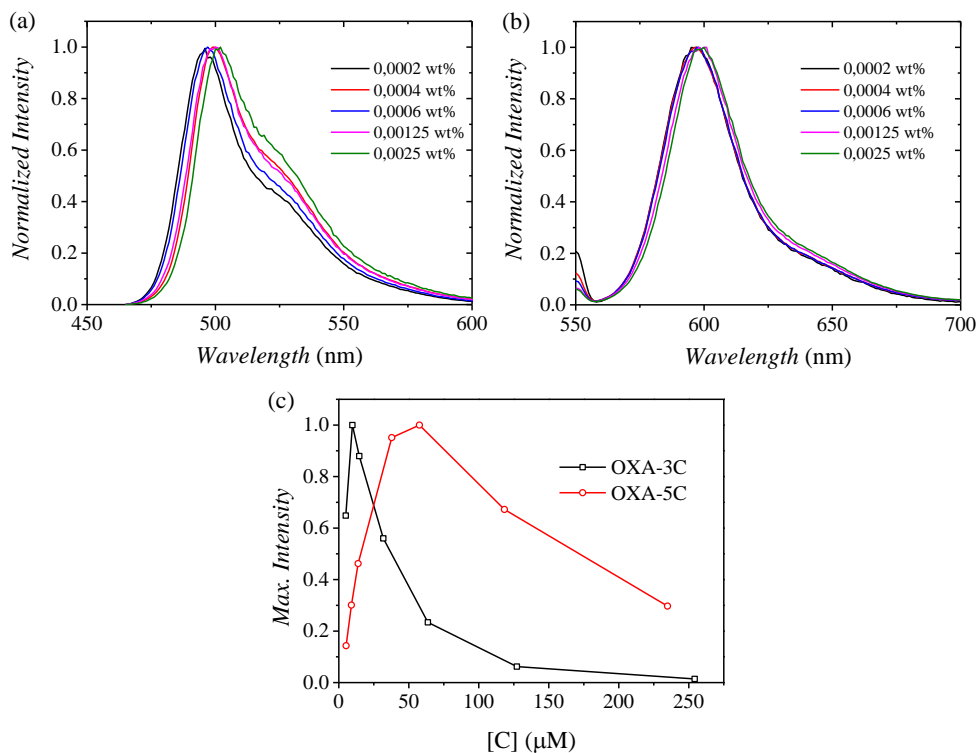 (a)
1.0
0.8
0.6
0.4
0.2
0.0
Normalized Intensity
0,0002 wt%
0,0004 wt%
0,0006 wt%
0,00125 wt%
0,0025 wt%
450 500 550 600
Wavelength (nm)
(b)
1.0
0.8
0.6
0.4
0.2
0.0
Normalized Intensity
0,0002 wt%
0,0004 wt%
0,0006 wt%
0,00125 wt%
0,0025 wt%
550 600 650 700
Wavelength (nm)
(c)
1.0
0.8
0.6
0.4
0.2
0.0
Max. Intensity
OXA-3C
OXA-5C
0 50 100 150 200 250
[C] (μM)